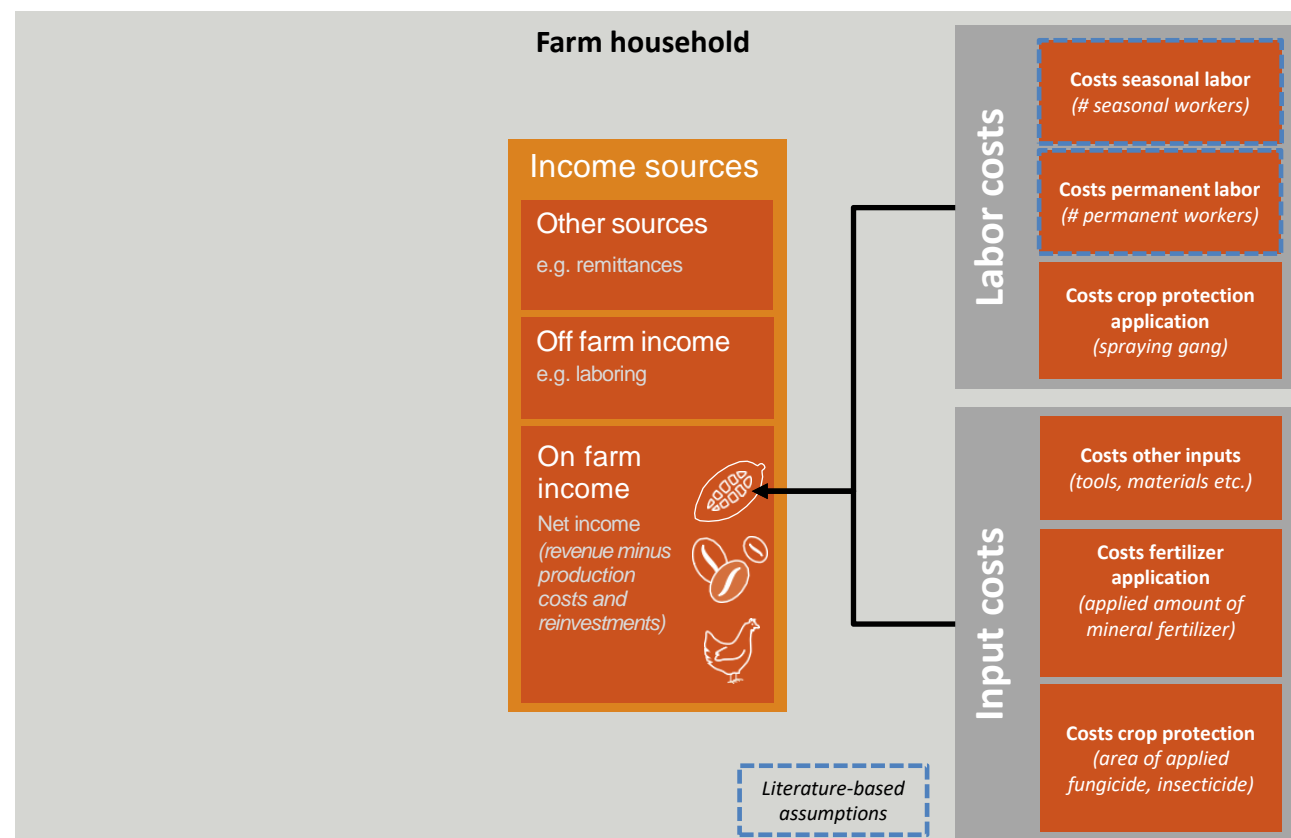 Farm household
Income sources
Other sources
e.g. remittances
Off farm income
e.g. laboring
On farm
income
Net income
(revenue minus
production
costs and
reinvestments)
Labor costs
Costs seasonal labor
(# seasonal workers)
Costs permanent labor
(# permanent workers)
Costs crop protection
application
(spraying gang)
Input costs
Costs other inputs
(tools, materials etc.)
Costs fertilizer
application
(applied amount of
mineral fertilizer)
Costs crop protection
(area of applied
fungicide, insecticide)
Literature-based
assumptions